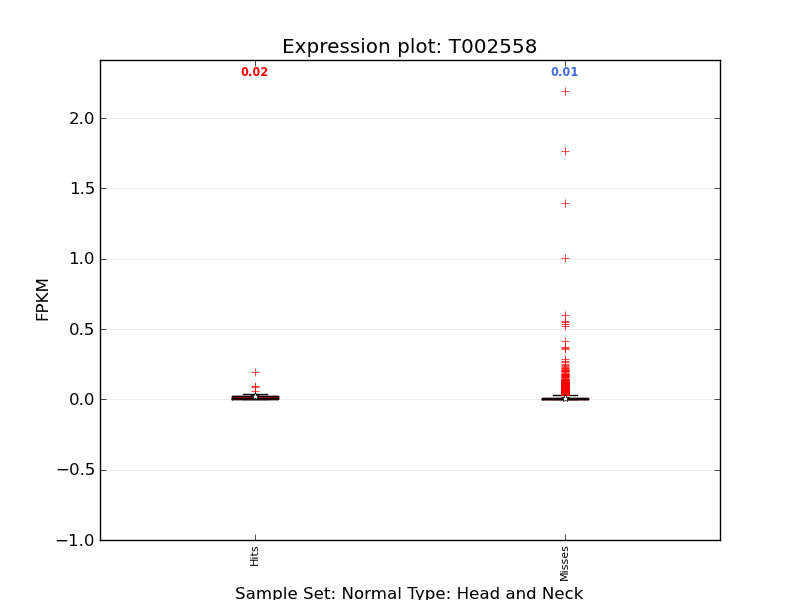 Expression plot: T002558
0.02
0.01
2.0
1.5
1.0
0.5
0.0
−0.5
−1.0
FPKM
Hits
Misses
Sample Set: Normal Type: Head and Neck